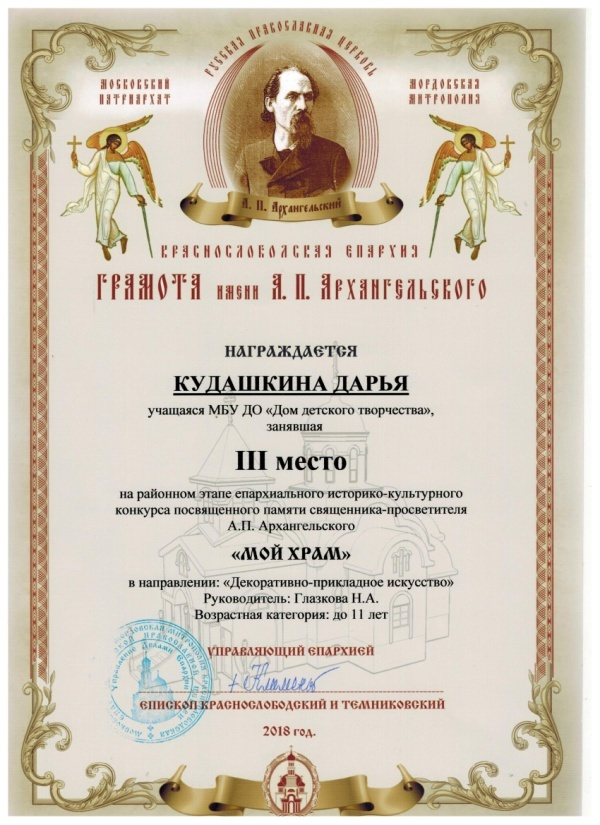 РУССКАЯ ПРАВОСЛАВНАЯ ЦЕРКОВЬ
МОСКОВСКИЙ
ПАТРИАРХАТ
МОРДОВСКАЯ
МИТРОПОЛИЯ
А. П. Архангельский
КРАСНОСЛОБОДСКАЯ ЕПАРХИЯ
ГРАМОТА ИМЕНИ А. П. АРХАНГЕЛЬСКОГО
НАГРАЖДАЕТСЯ
КУДАШКИНА ДАРЬЯ
учащаяся МБУ ДО «Дом детского творчества»,
занявшая
III место
на районном этапе епархиального историко-культурного
конкурса посвященного памяти священника-просветителя
А.П. Архангельского
«МОЙ ХРАМ»
в направлении: «Декоративно-прикладное искусство»
Руководитель: Глазкова Н.А.
Возрастная категория: до 11 лет
УПРАВЛЯЮЩИЙ ЕПАРХИЕЙ
+ Климент
ЕПИСКОП КРАСНОСЛОБОДСКИЙ И ТЕМНИКОВСКИЙ
2018 год.